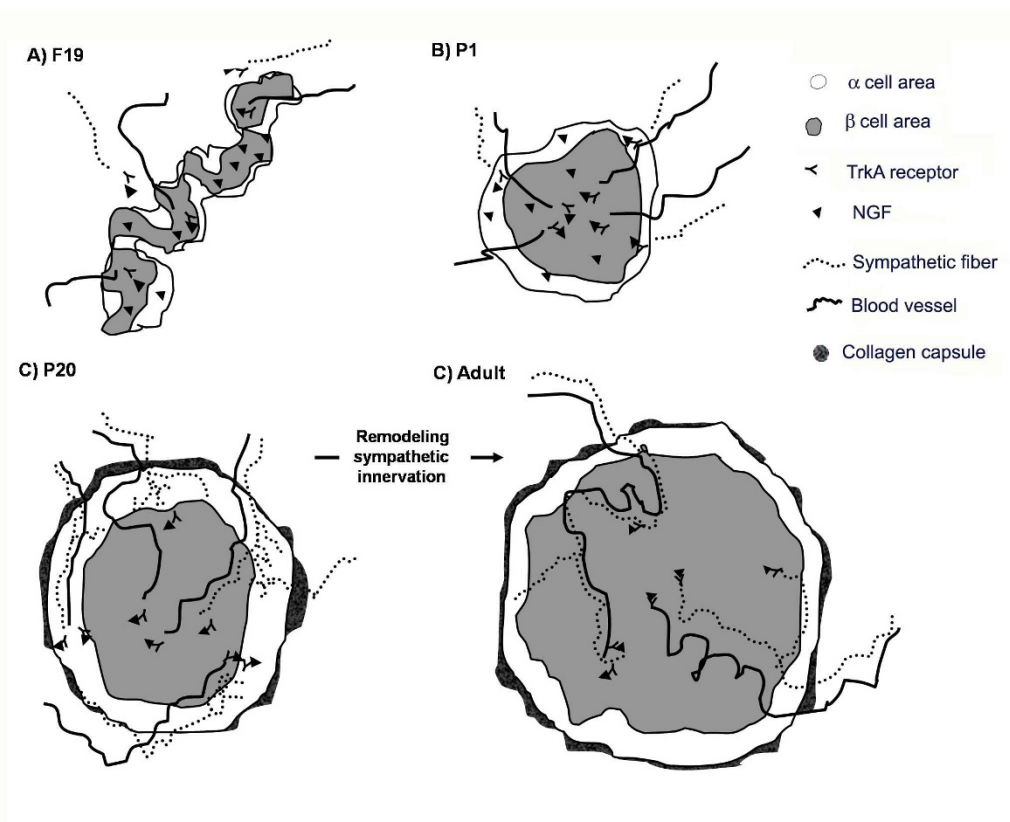 A) F19
B) P1
α cell area
β cell area
TrkA receptor
NGF
Sympathetic fiber
Blood vessel
Collagen capsule
C) P20
Remodeling
sympathetic
innervation
C) Adult